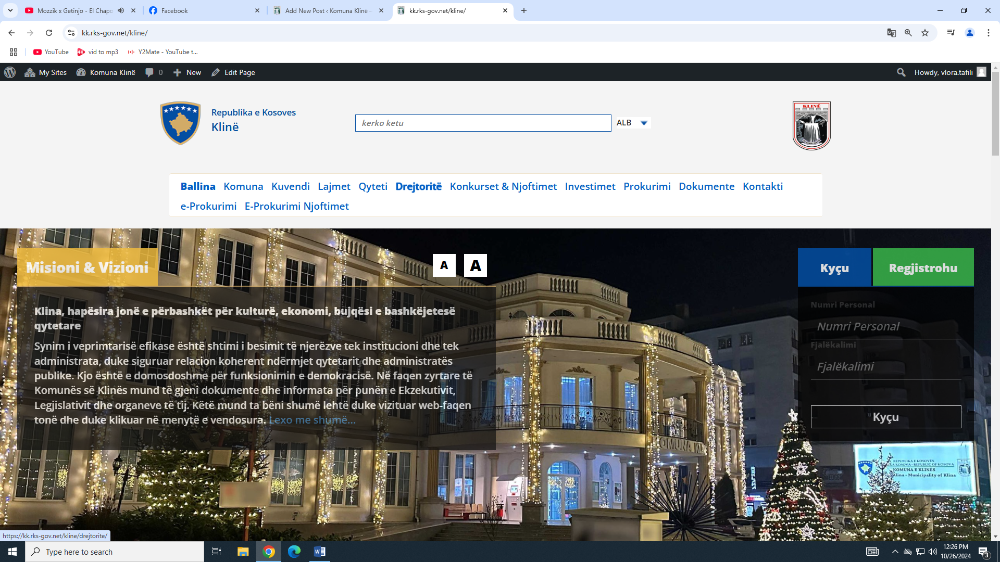 Mozzik x Getinjo - El Chapo
Facebook
Add New Post ‹ Komuna Klinë –
kk.rks-gov.net/kline/
kk.rks-gov.net/kline/
YouTube
vid to mp3
Y2Mate - YouTube t...
My Sites
Komuna Klinë
0
New
Edit Page
Howdy, vlora.tafili
Republika e Kosoves
Klinë
kerko ketu
ALB
KLINË
Ballina Komuna Kuvendi Lajmet Qyteti Drejtoritë Konkurset & Njoftimet Investimet Prokurimi Dokumente Kontakti
e-Prokurimi E-Prokurimi Njoftimet
Misioni & Vizioni
A A
Kyçu
Regjistrohu
Klina, hapësira jonë e përbashkët për kulturë, ekonomi, bujqësi e bashkëjetesë
qytetare
Synim i veprimtarisë efikase është shtimi i besimit të njerëzve tek institucioni dhe tek
administrata, duke siguruar relacion koherent ndërmjet qytetarit dhe administratës
publike. Kjo është e domosdoshme për funksionimin e demokracisë. Në faqen zyrtare të
Komunës së Klinës mund të gjeni dokumente dhe informata për punën e Ekzekutivit,
Legjislativit dhe organeve të tij. Këtë mund ta bëni shumë lehtë duke vizituar web-faqen
tonë dhe duke klikuar në menytë e vendosura. Lexo me shumë...
Numri Personal
Numri Personal
Fjalëkalimi
Fjalëkalimi
Kyçu
KOMUNA KL
REPUBLIKA E KOSOVËS
KOSOVA - REPUBLIC OF KOSOVA
KOMUNA E KLINËS
Klina - Municipality of Klina
https://kk.rks-gov.net/kline/drejtorite/
Type here to search
12:26 PM
10/26/2024
3